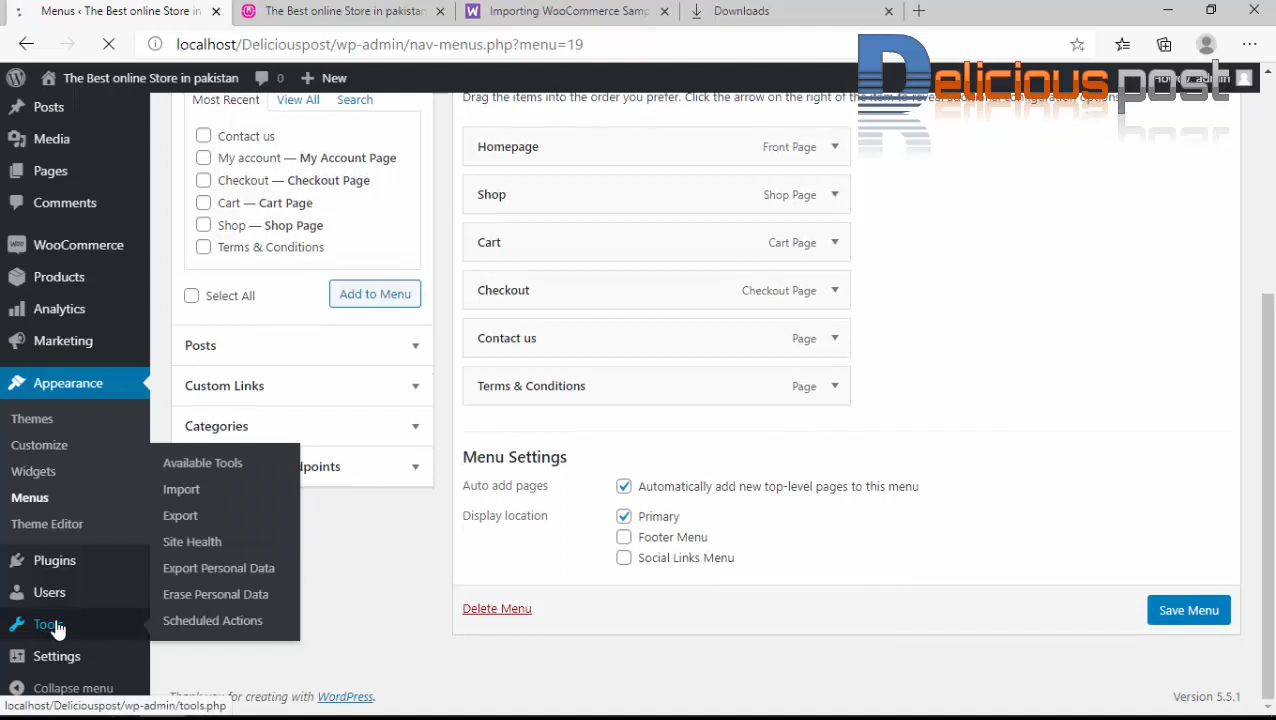 Menus ‹ The Best online Store in
The Best online Store in pakistan
Importing WooCommerce Samp
Downloads
localhost/Deliciouspost/wp-admin/nav-menus.php?menu=19
The Best online Store in pakistan
0
New
Howdy, admin
Deliciouspost
Posts
Media
Pages
Comments
WooCommerce
Products
Analytics
Marketing
Appearance
Themes
Customize
Widgets
Menus
Theme Editor
Plugins
Users
Tools
Settings
Collapse menu
Available Tools
Import
Export
Site Health
Export Personal Data
Erase Personal Data
Scheduled Actions
Most Recent
View All
Search
Contact us
My account — My Account Page
Checkout — Checkout Page
Cart — Cart Page
Shop — Shop Page
Terms & Conditions
Select All
Add to Menu
Posts
Custom Links
Categories
dpoints
Drag the items into the order you prefer. Click the arrow on the right of the item to reveal additional configuration options.
Homepage Front Page
Shop Shop Page
Cart Cart Page
Checkout Checkout Page
Contact us Page
Terms & Conditions Page
Menu Settings
Auto add pages
Automatically add new top-level pages to this menu
Display location
Primary
Footer Menu
Social Links Menu
Delete Menu
Save Menu
for creating with WordPress.
Version 5.5.1
localhost/Deliciouspost/wp-admin/tools.php